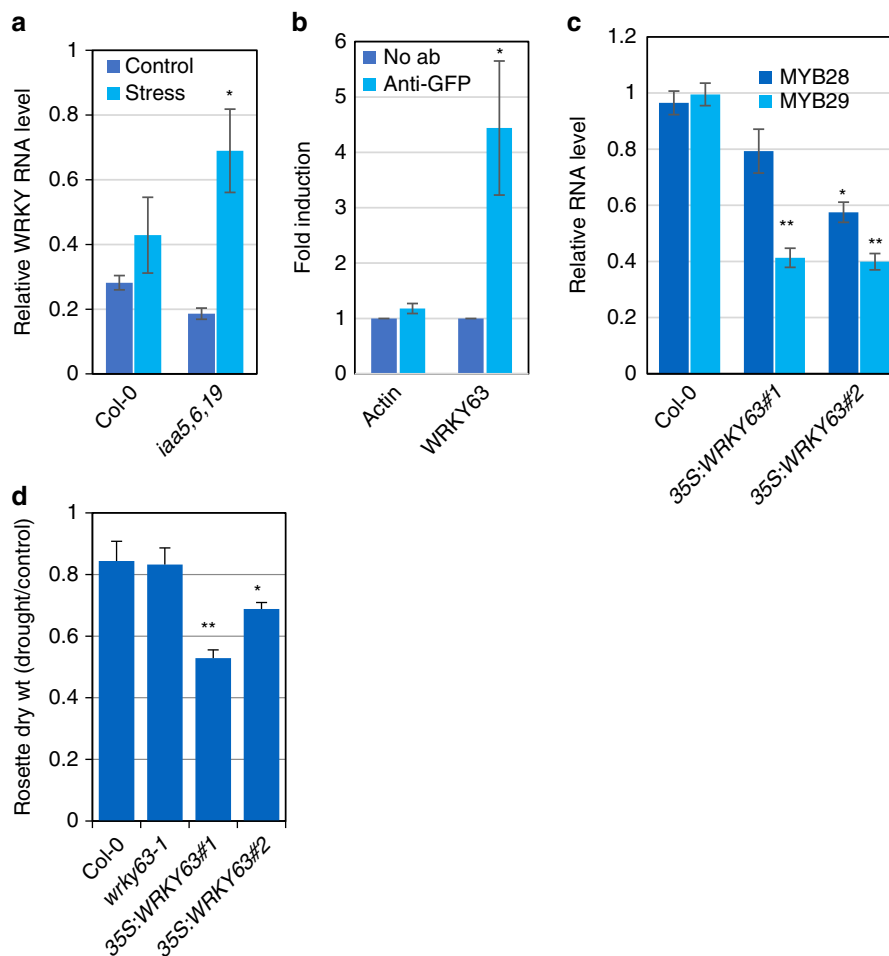 a
Relative WRKY RNA level
1
0.8
0.6
0.4
0.2
0
Control
Stress
*
Col-0
iaa5,6,19
b
Fold induction
6
5
4
3
2
1
0
No ab
Anti-GFP
*
Actin
WRKY63
c
Relative RNA level
1.2
1
0.8
0.6
0.4
0.2
0
MYB28
MYB29
**
*
**
Col-0
35S:WRKY63#1
35S:WRKY63#2
d
Rosette dry wt (drought/control)
1
0.8
0.6
0.4
0.2
0
**
*
Col-0
wrky63-1
35S:WRKY63#1
35S:WRKY63#2